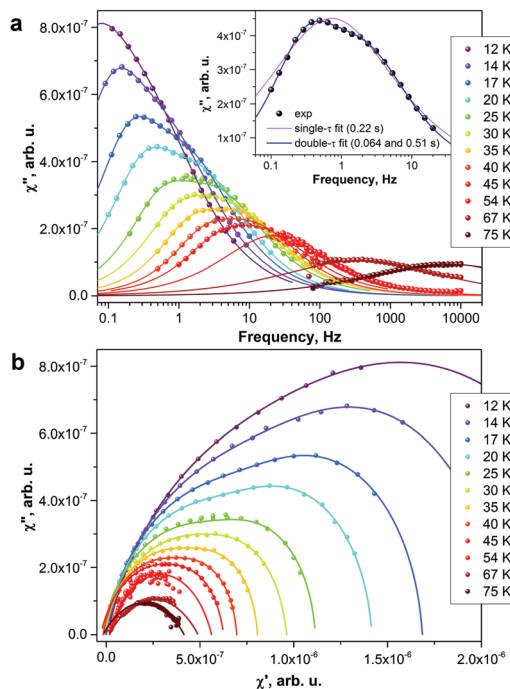 a
χ'', arb. u.
8.0x10⁻⁷
6.0x10⁻⁷
4.0x10⁻⁷
2.0x10⁻⁷
0.0
0.1 1 10 100 1000 10000
Frequency, Hz
χ'', arb. u.
4x10⁻⁷
3x10⁻⁷
2x10⁻⁷
1x10⁻⁷
exp
single-τ fit (0.22 s)
double-τ fit (0.064 and 0.51 s)
0.1 1 10
Frequency, Hz
12 K
14 K
17 K
20 K
25 K
30 K
35 K
40 K
45 K
54 K
67 K
75 K
b
χ'', arb. u.
8.0x10⁻⁷
6.0x10⁻⁷
4.0x10⁻⁷
2.0x10⁻⁷
0.0
0.0 5.0x10⁻⁷ 1.0x10⁻⁶ 1.5x10⁻⁶ 2.0x10⁻⁶
χ', arb. u.
12 K
14 K
17 K
20 K
25 K
30 K
35 K
40 K
45 K
54 K
67 K
75 K